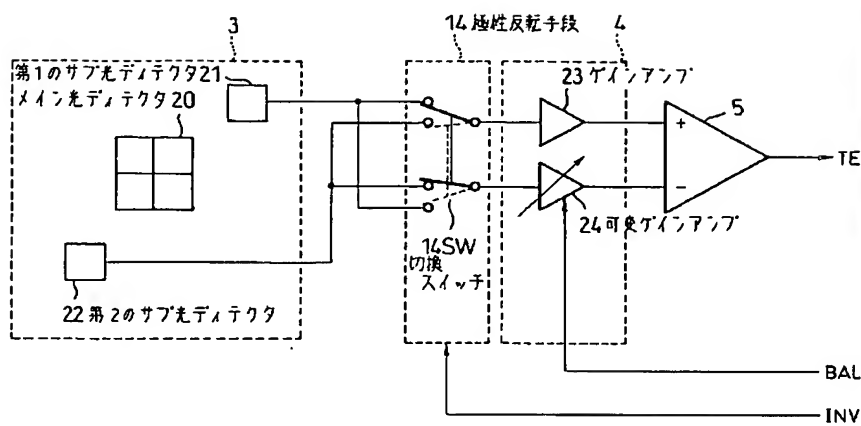 3
14 極性反転手段
4
第1のサブ光ディテクタ21
メイン光ディテクタ20
23 ゲインアンプ
5
+
TE
−
24 可変ゲインアンプ
14SW
切換
スイッチ
22 第2のサブ光ディテクタ
BAL
INV